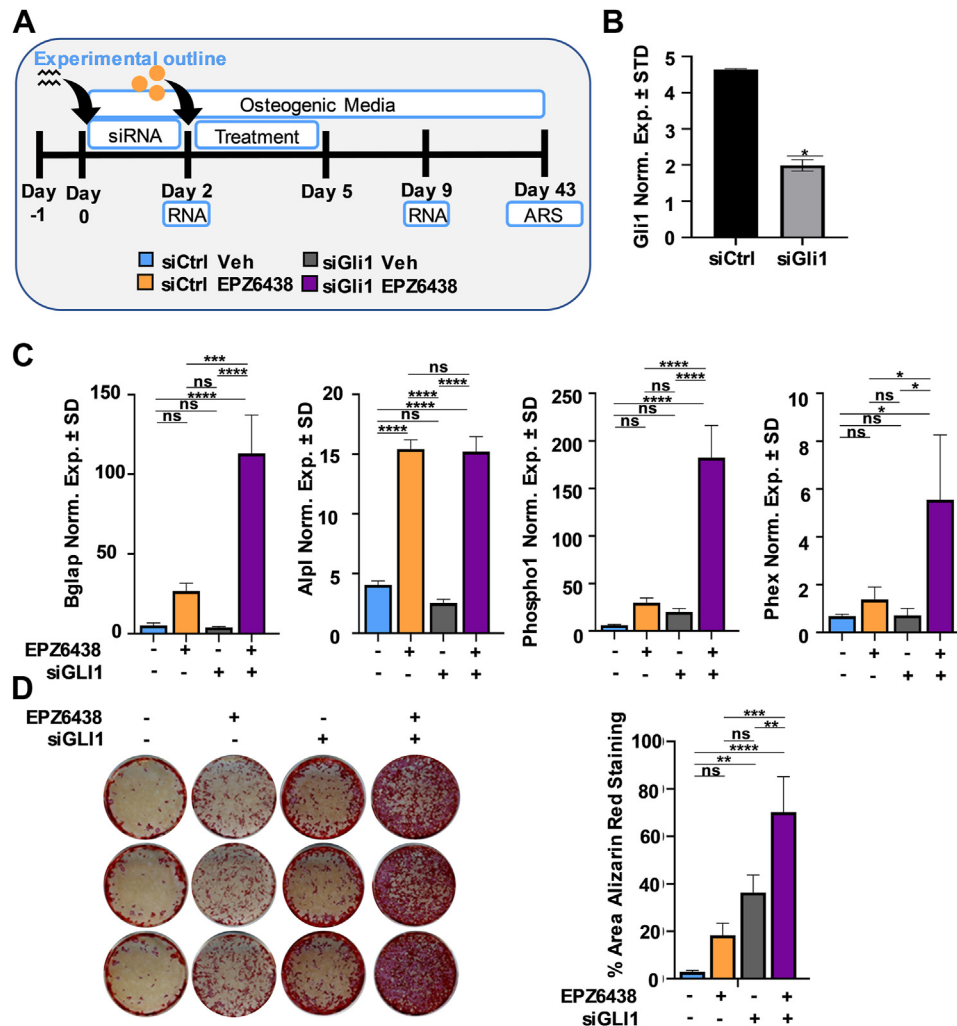 A
Experimental outline
Osteogenic Media
siRNA
Treatment
Day -1
Day 0
Day 2
Day 5
Day 9
Day 43
RNA
RNA
ARS
siCtrl Veh
siGli1 Veh
siCtrl EPZ6438
siGli1 EPZ6438
B
Gli1 Norm. Exp. ± STD
5
4
3
2
1
0
*
siCtrl
siGli1
C
Bglap Norm. Exp. ± SD
150
100
50
0
***
ns
****
****
ns
ns
Alpl Norm. Exp. ± SD
20
15
10
5
0
ns
****
****
****
ns
****
Phospho1 Norm. Exp. ± SD
250
200
150
100
50
0
****
ns
****
****
ns
ns
Phex Norm. Exp. ± SD
10
8
6
4
2
0
*
ns
*
*
ns
ns
EPZ6438
- + - +
- + - +
- + - +
- + - +
siGLI1
- - + +
- - + +
- - + +
- - + +
D
EPZ6438
- + - +
siGLI1
- - + +
% Area Alizarin Red Staining
100
80
60
40
20
0
***
ns
**
****
**
ns
EPZ6438
- + - +
siGLI1
- - + +